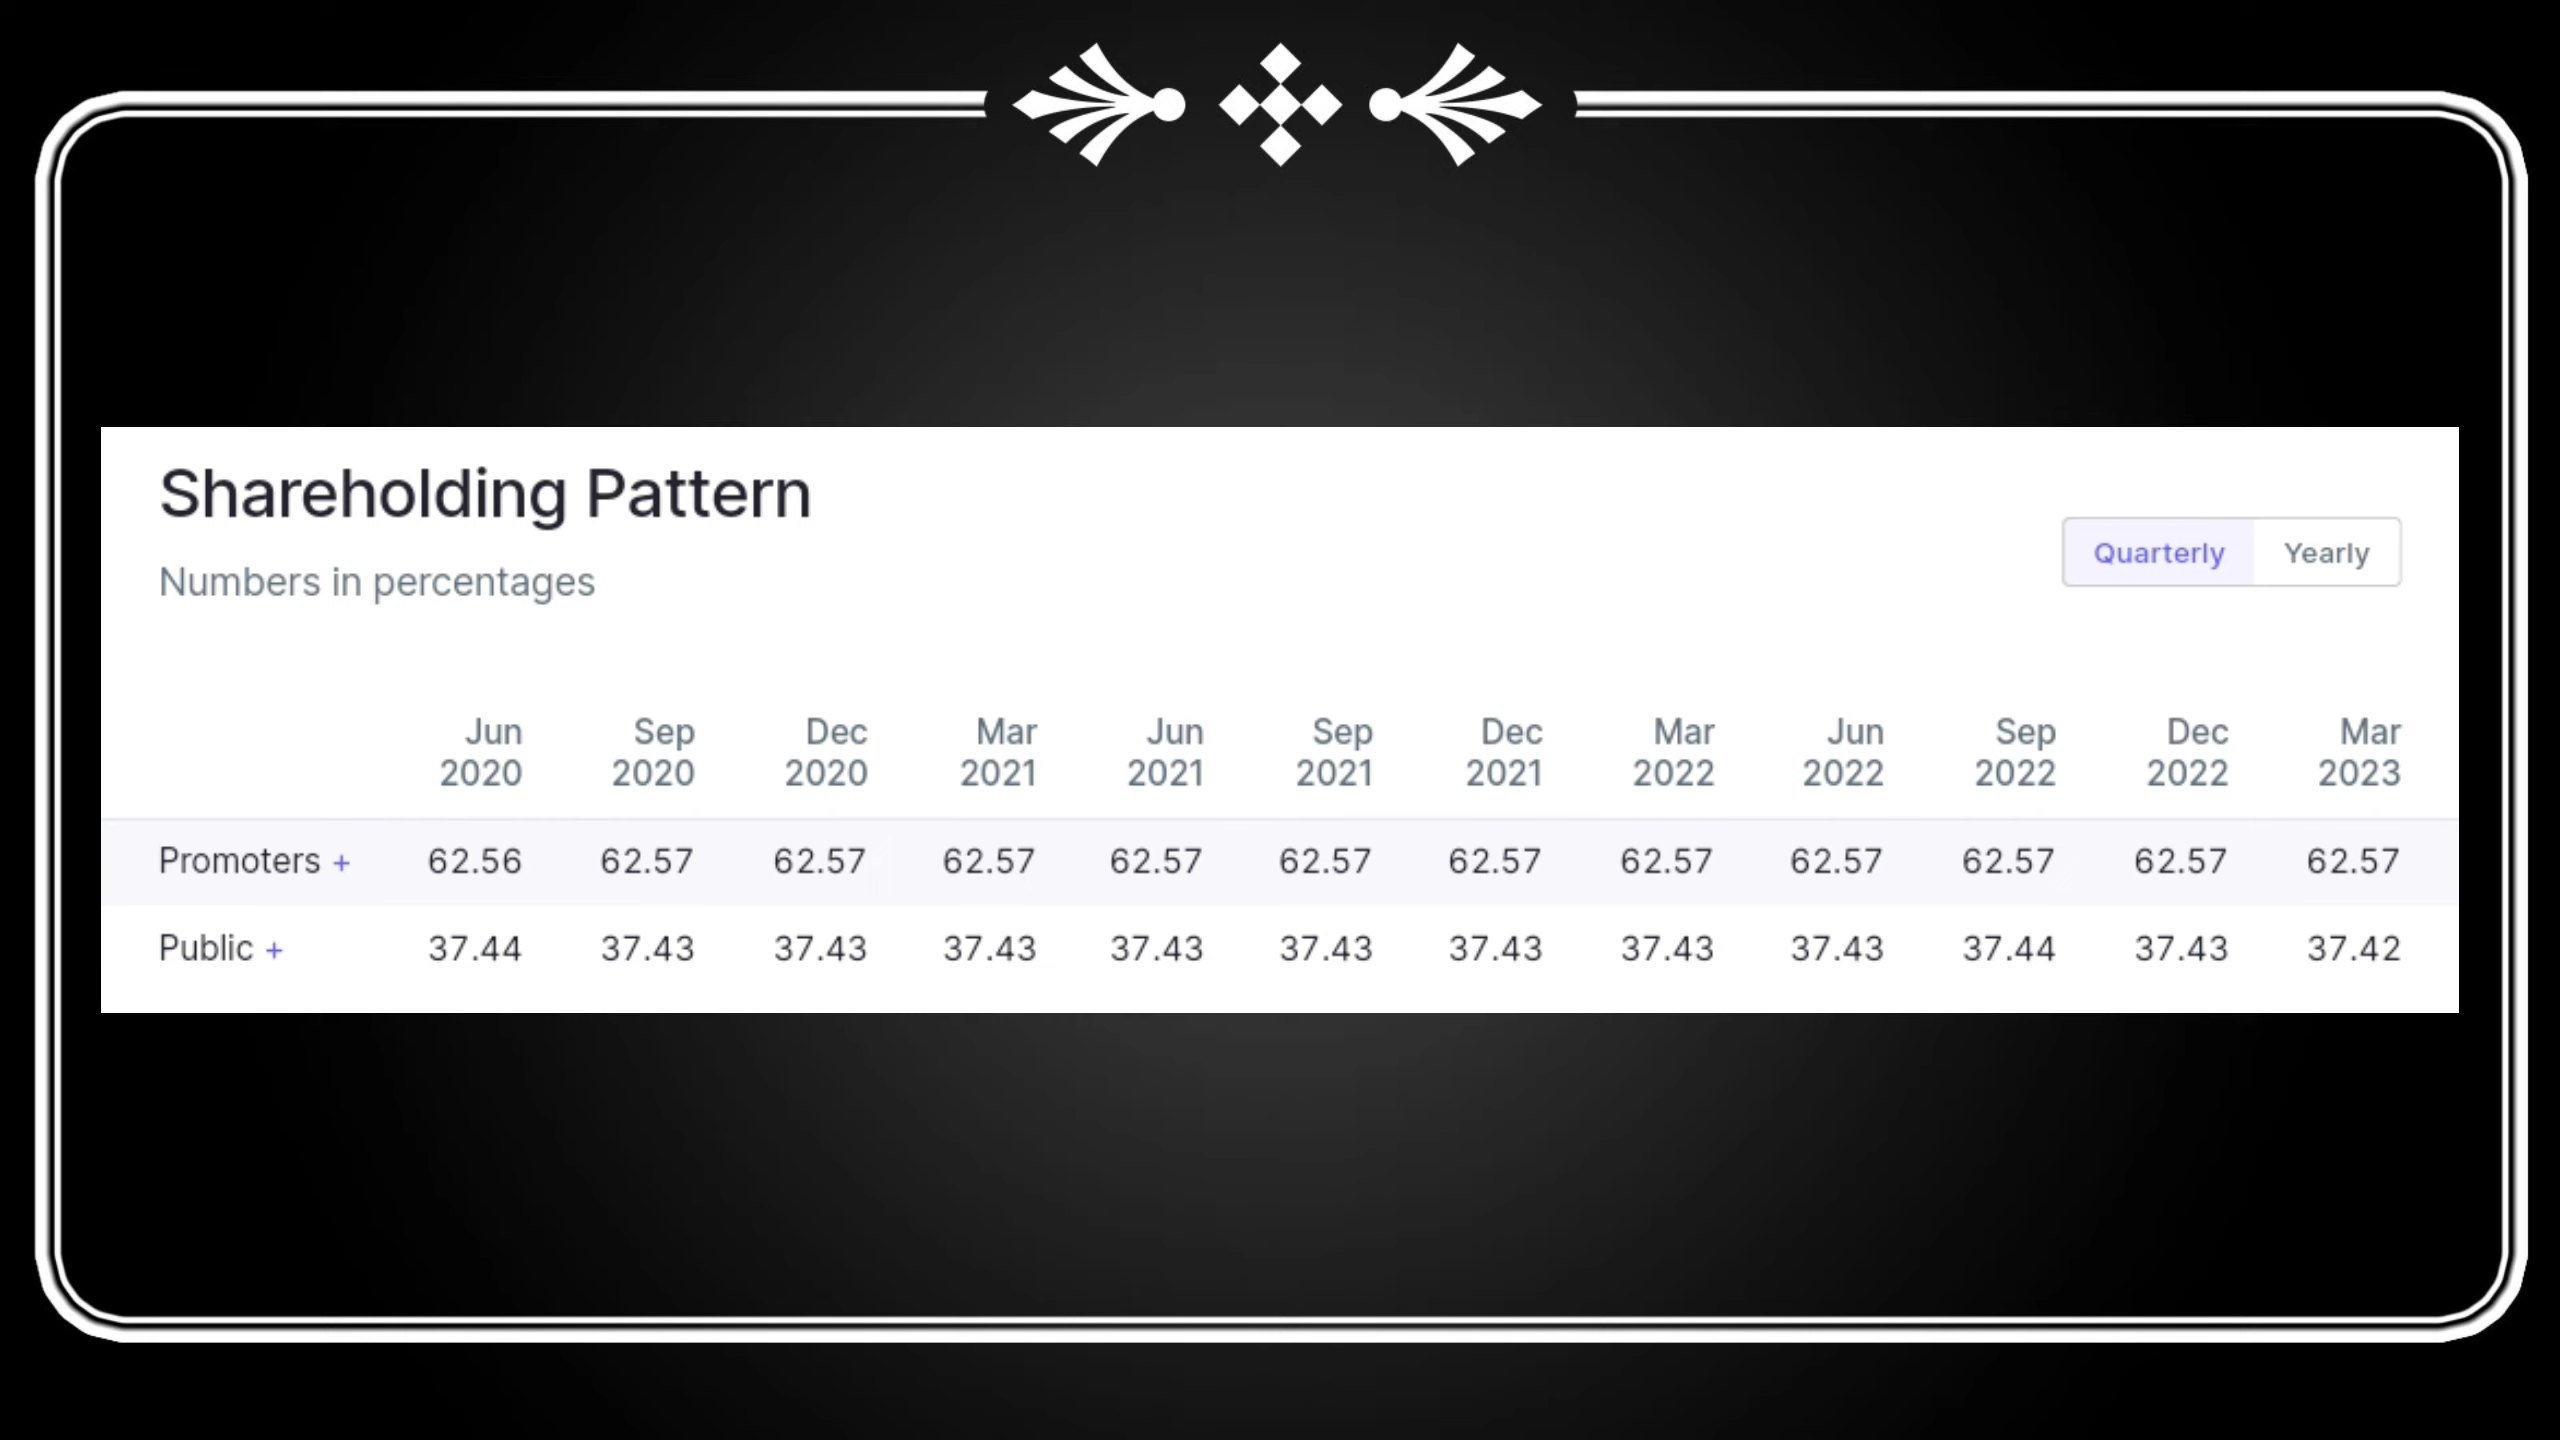 Shareholding Pattern
Numbers in percentages
Quarterly Yearly
Jun Sep Dec Mar Jun Sep Dec Mar Jun Sep Dec Mar
2020 2020 2020 2021 2021 2021 2021 2022 2022 2022 2022 2023
Promoters + 62.56 62.57 62.57 62.57 62.57 62.57 62.57 62.57 62.57 62.57 62.57 62.57
Public + 37.44 37.43 37.43 37.43 37.43 37.43 37.43 37.43 37.43 37.44 37.43 37.42